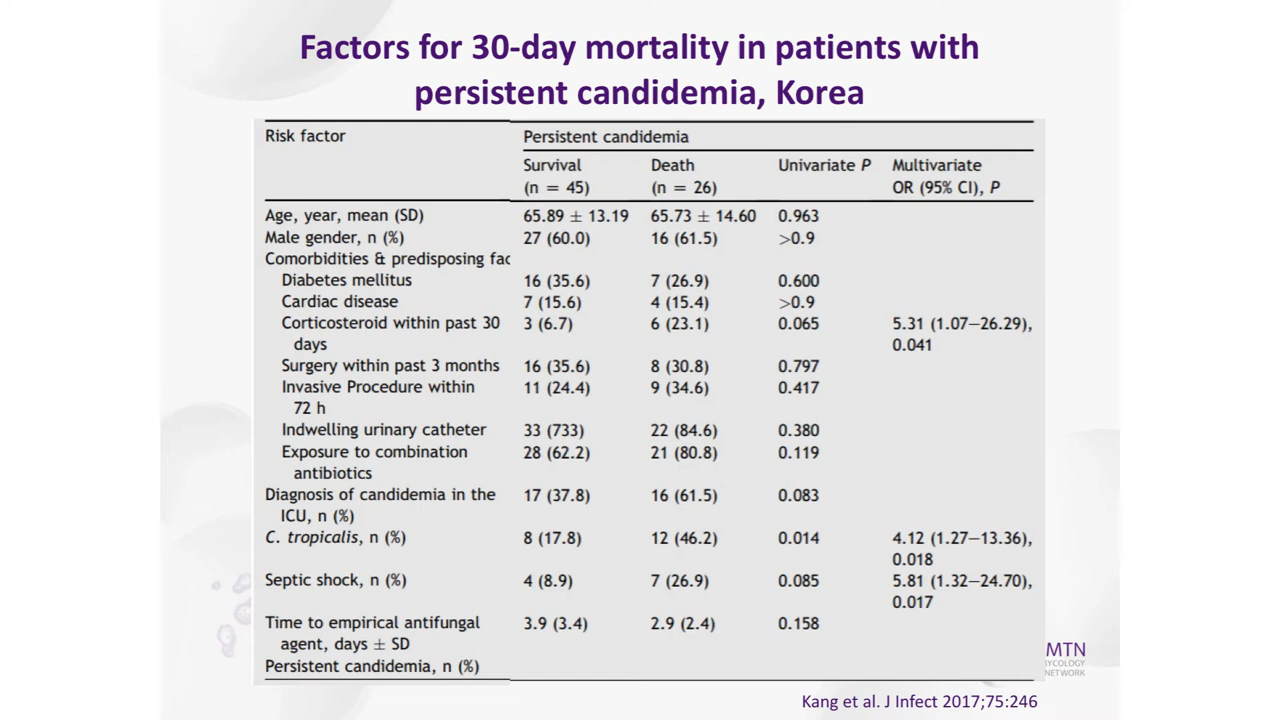 Factors for 30-day mortality in patients with
persistent candidemia, Korea
Risk factor Persistent candidemia
Survival Death Univariate P Multivariate
(n = 45) (n = 26) OR (95% CI), P
Age, year, mean (SD) 65.89 ± 13.19 65.73 ± 14.60 0.963
Male gender, n (%) 27 (60.0) 16 (61.5) >0.9
Comorbidities & predisposing fac
Diabetes mellitus 16 (35.6) 7 (26.9) 0.600
Cardiac disease 7 (15.6) 4 (15.4) >0.9
Corticosteroid within past 30 3 (6.7) 6 (23.1) 0.065 5.31 (1.07–26.29),
days 0.041
Surgery within past 3 months 16 (35.6) 8 (30.8) 0.797
Invasive Procedure within 11 (24.4) 9 (34.6) 0.417
72 h
Indwelling urinary catheter 33 (733) 22 (84.6) 0.380
Exposure to combination 28 (62.2) 21 (80.8) 0.119
antibiotics
Diagnosis of candidemia in the 17 (37.8) 16 (61.5) 0.083
ICU, n (%)
C. tropicalis, n (%) 8 (17.8) 12 (46.2) 0.014 4.12 (1.27–13.36),
0.018
Septic shock, n (%) 4 (8.9) 7 (26.9) 0.085 5.81 (1.32–24.70),
0.017
Time to empirical antifungal 3.9 (3.4) 2.9 (2.4) 0.158
agent, days ± SD
Persistent candidemia, n (%)
MTN
YCOLOGY
NETWORK
Kang et al. J Infect 2017;75:246